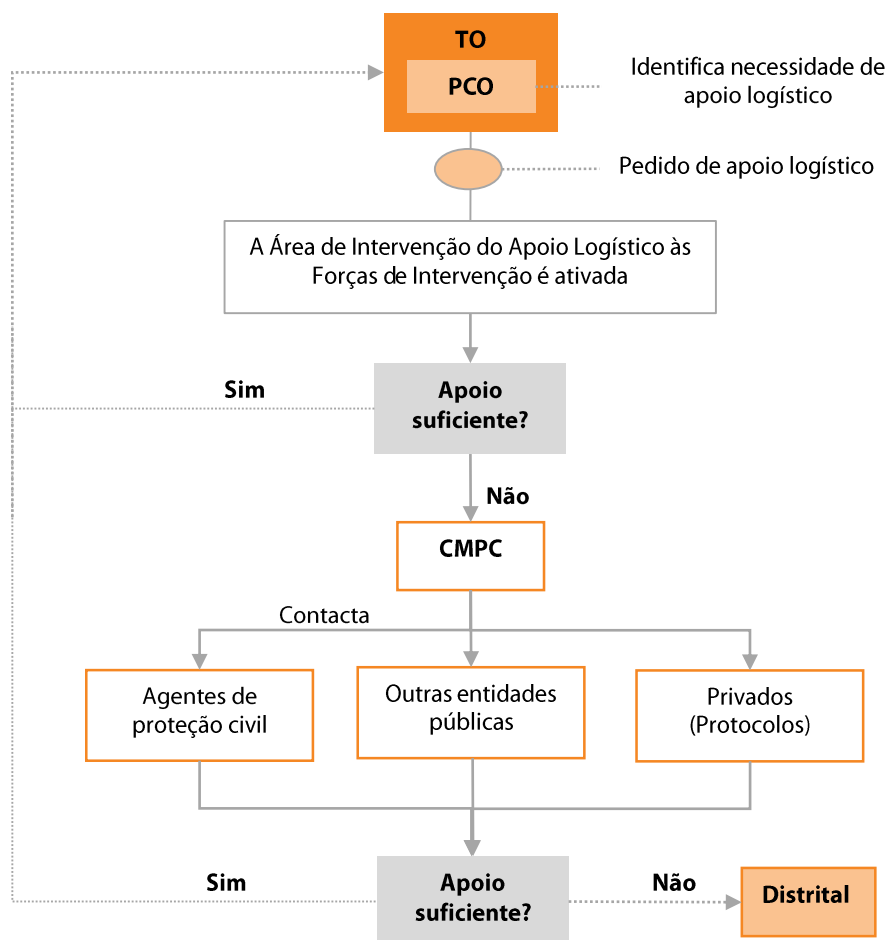 TO
PCO
Identifica necessidade de
apoio logístico
Pedido de apoio logístico
A Área de Intervenção do Apoio Logístico às
Forças de Intervenção é ativada
Sim
Apoio
suficiente?
Não
CMPC
Contacta
Agentes de
proteção civil
Outras entidades
públicas
Privados
(Protocolos)
Sim
Apoio
suficiente?
Não
Distrital